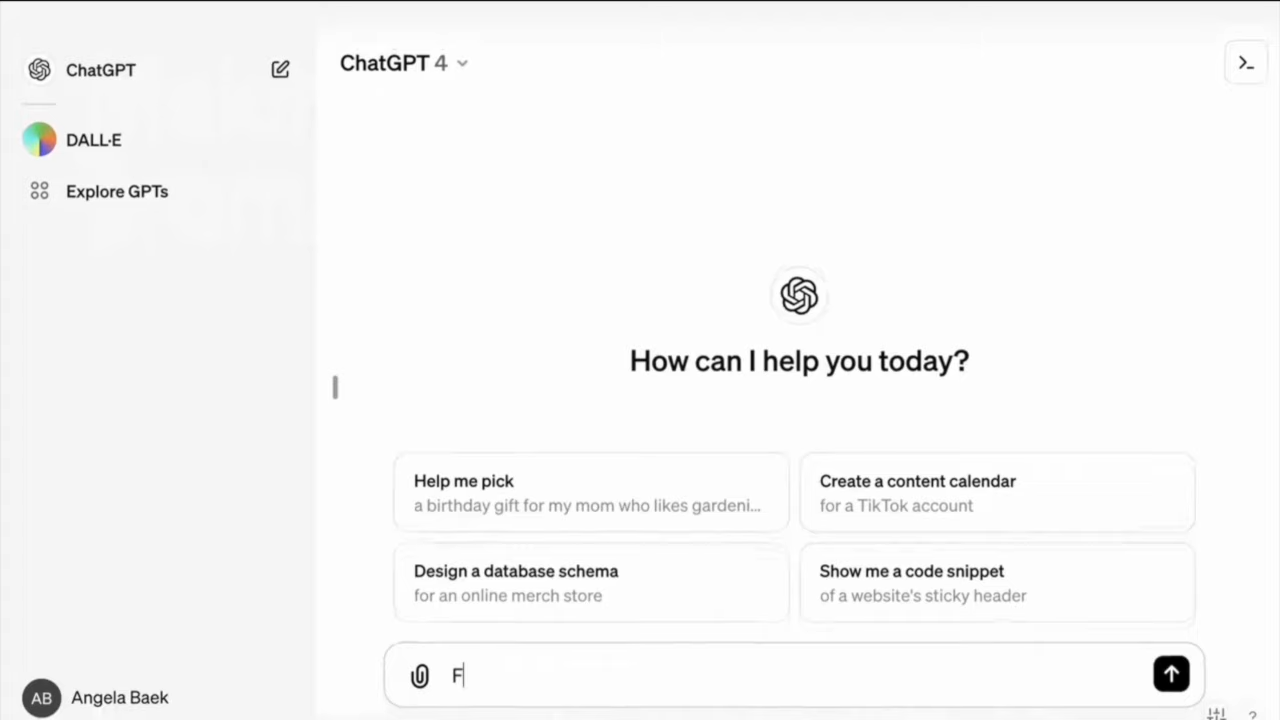 ChatGPT
DALL·E
Explore GPTs
AB Angela Baek
ChatGPT 4
>_
How can I help you today?
Help me pick
a birthday gift for my mom who likes gardeni...
Create a content calendar
for a TikTok account
Design a database schema
for an online merch store
Show me a code snippet
of a website's sticky header
F
?